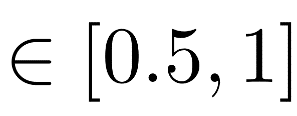 ∈ [0.5, 1]